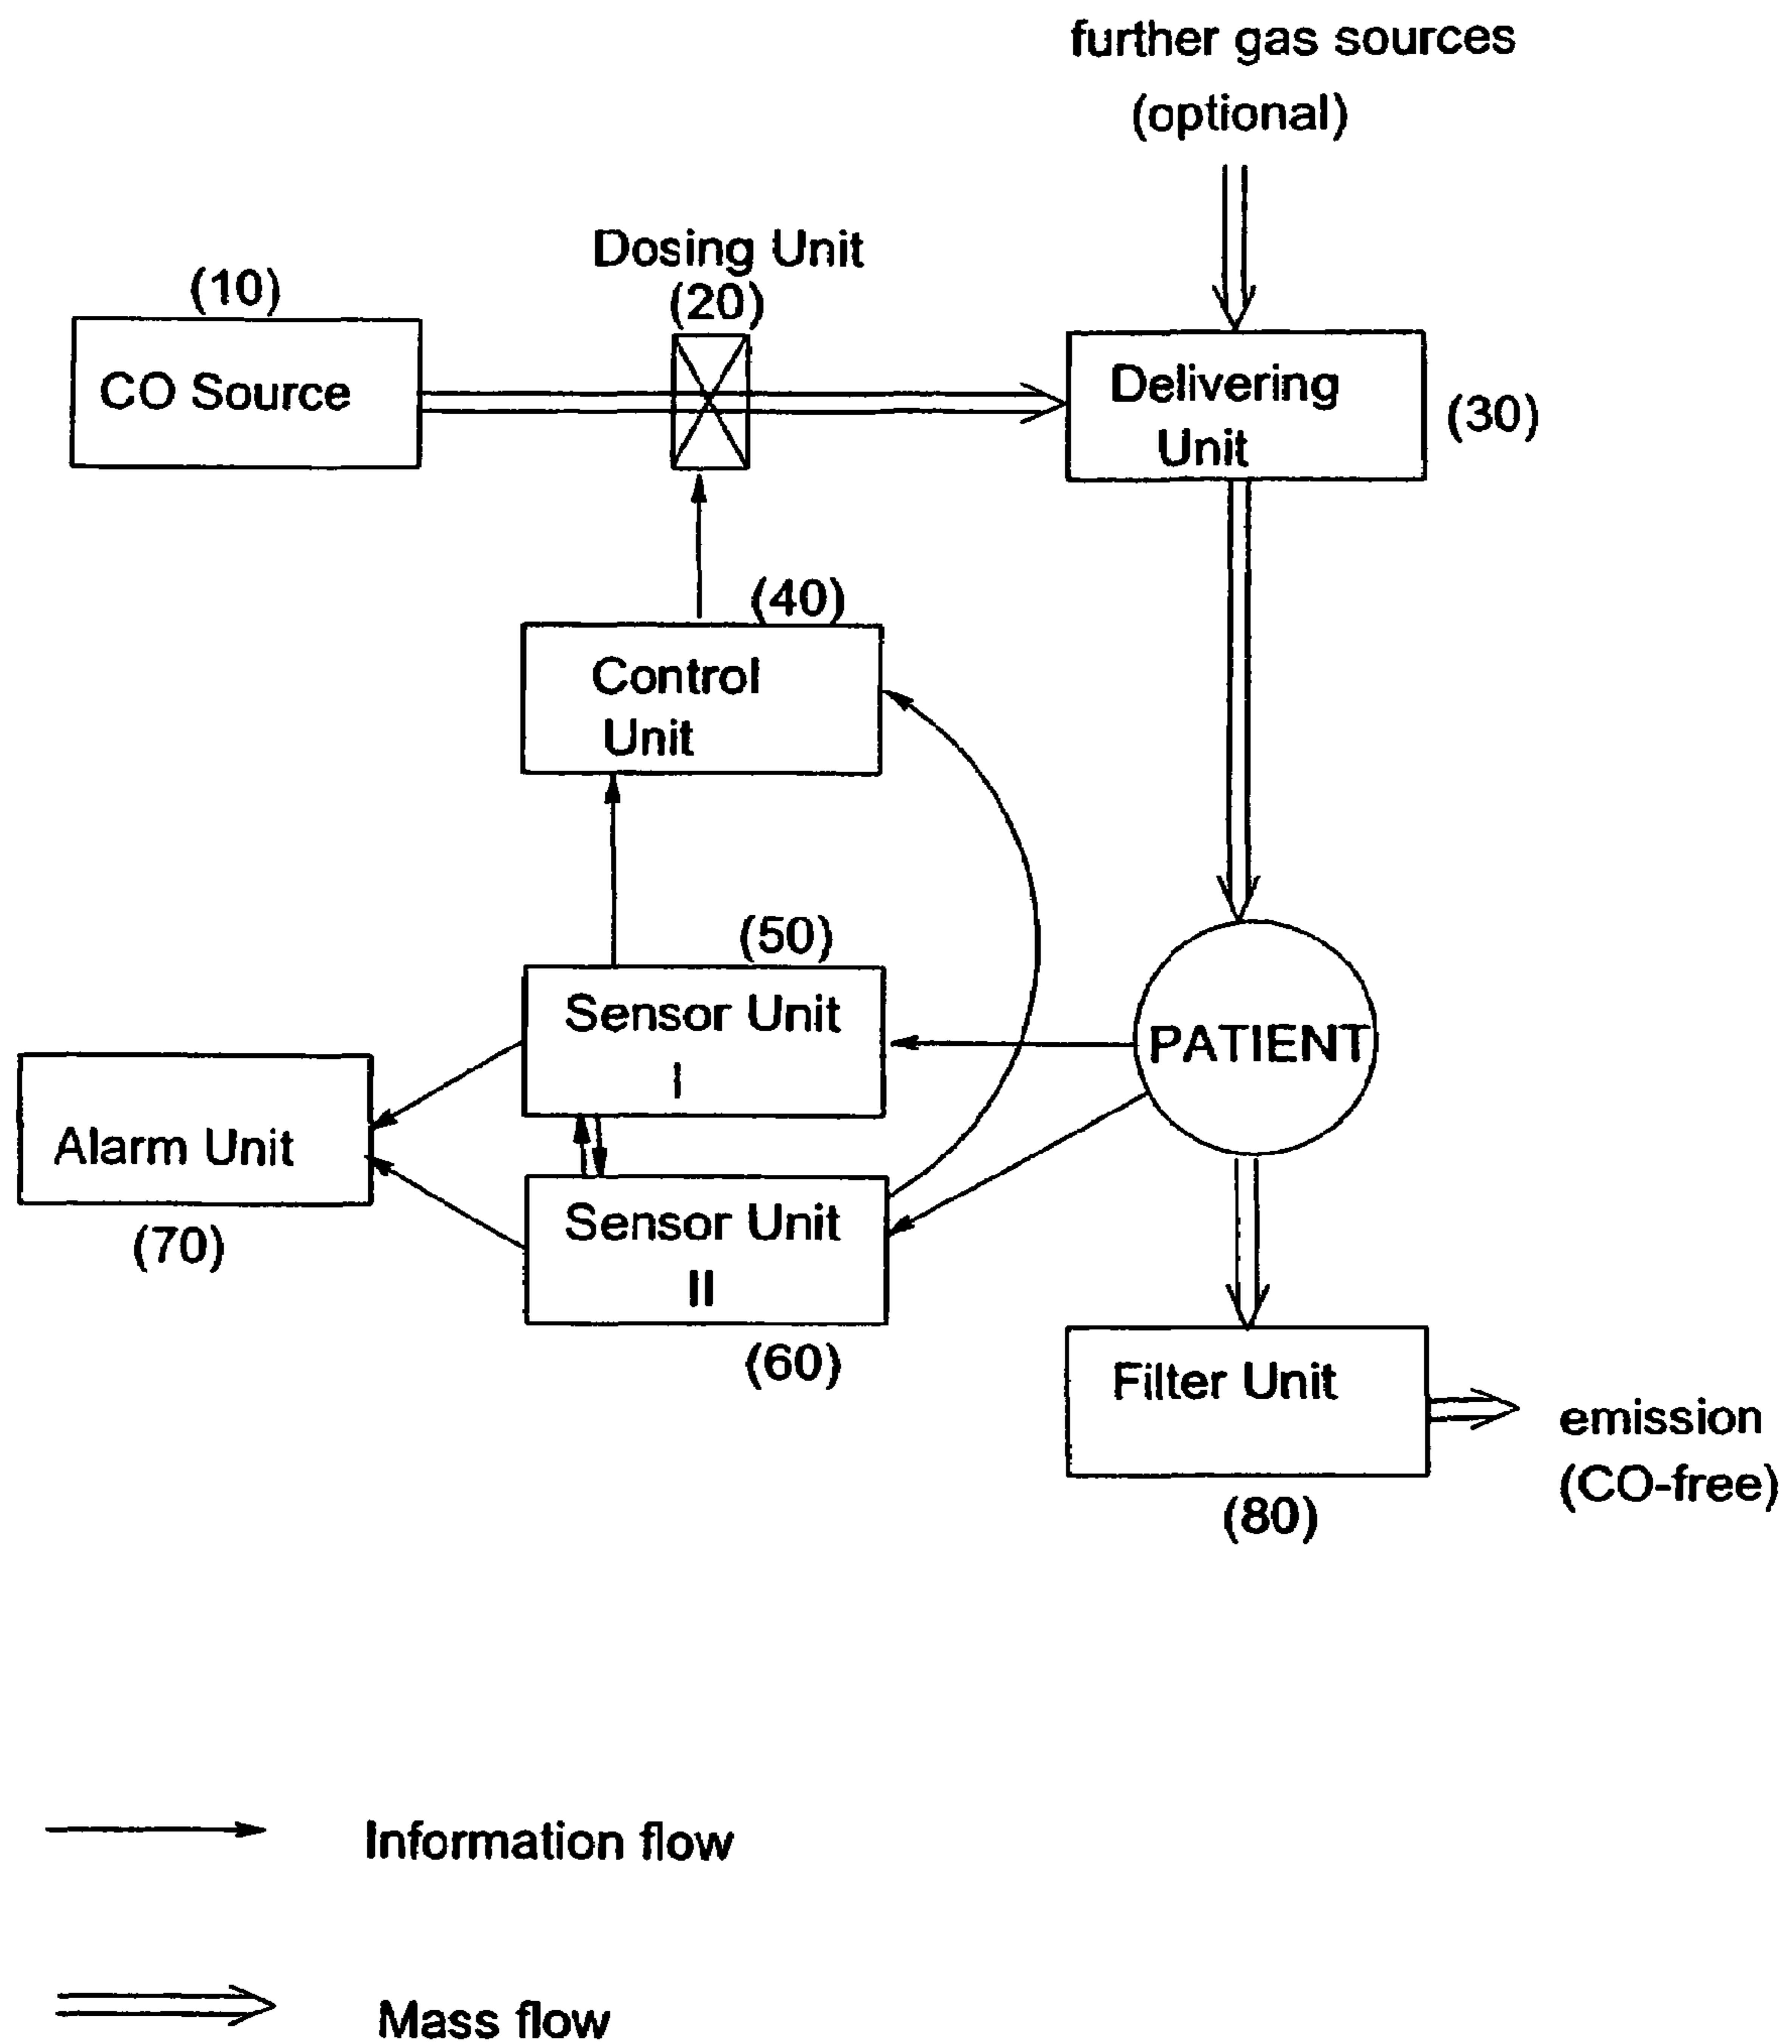 further gas sources
(optional)
Dosing Unit
(20)
(10)
CO Source
Delivering
Unit
(30)
(40)
Control
Unit
(50)
Sensor Unit
I
PATIENT
Alarm Unit
(70)
Sensor Unit
II
(60)
Filter Unit
(80)
emission
(CO-free)
Information flow
Mass flow